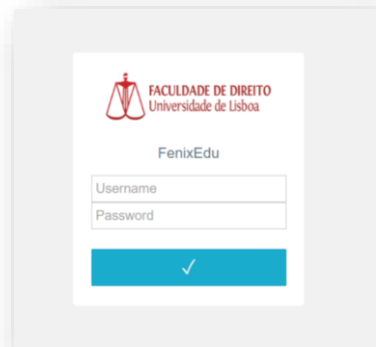 FACULDADE DE DIREITO
Universidade de Lisboa
FenixEdu
Username
Password